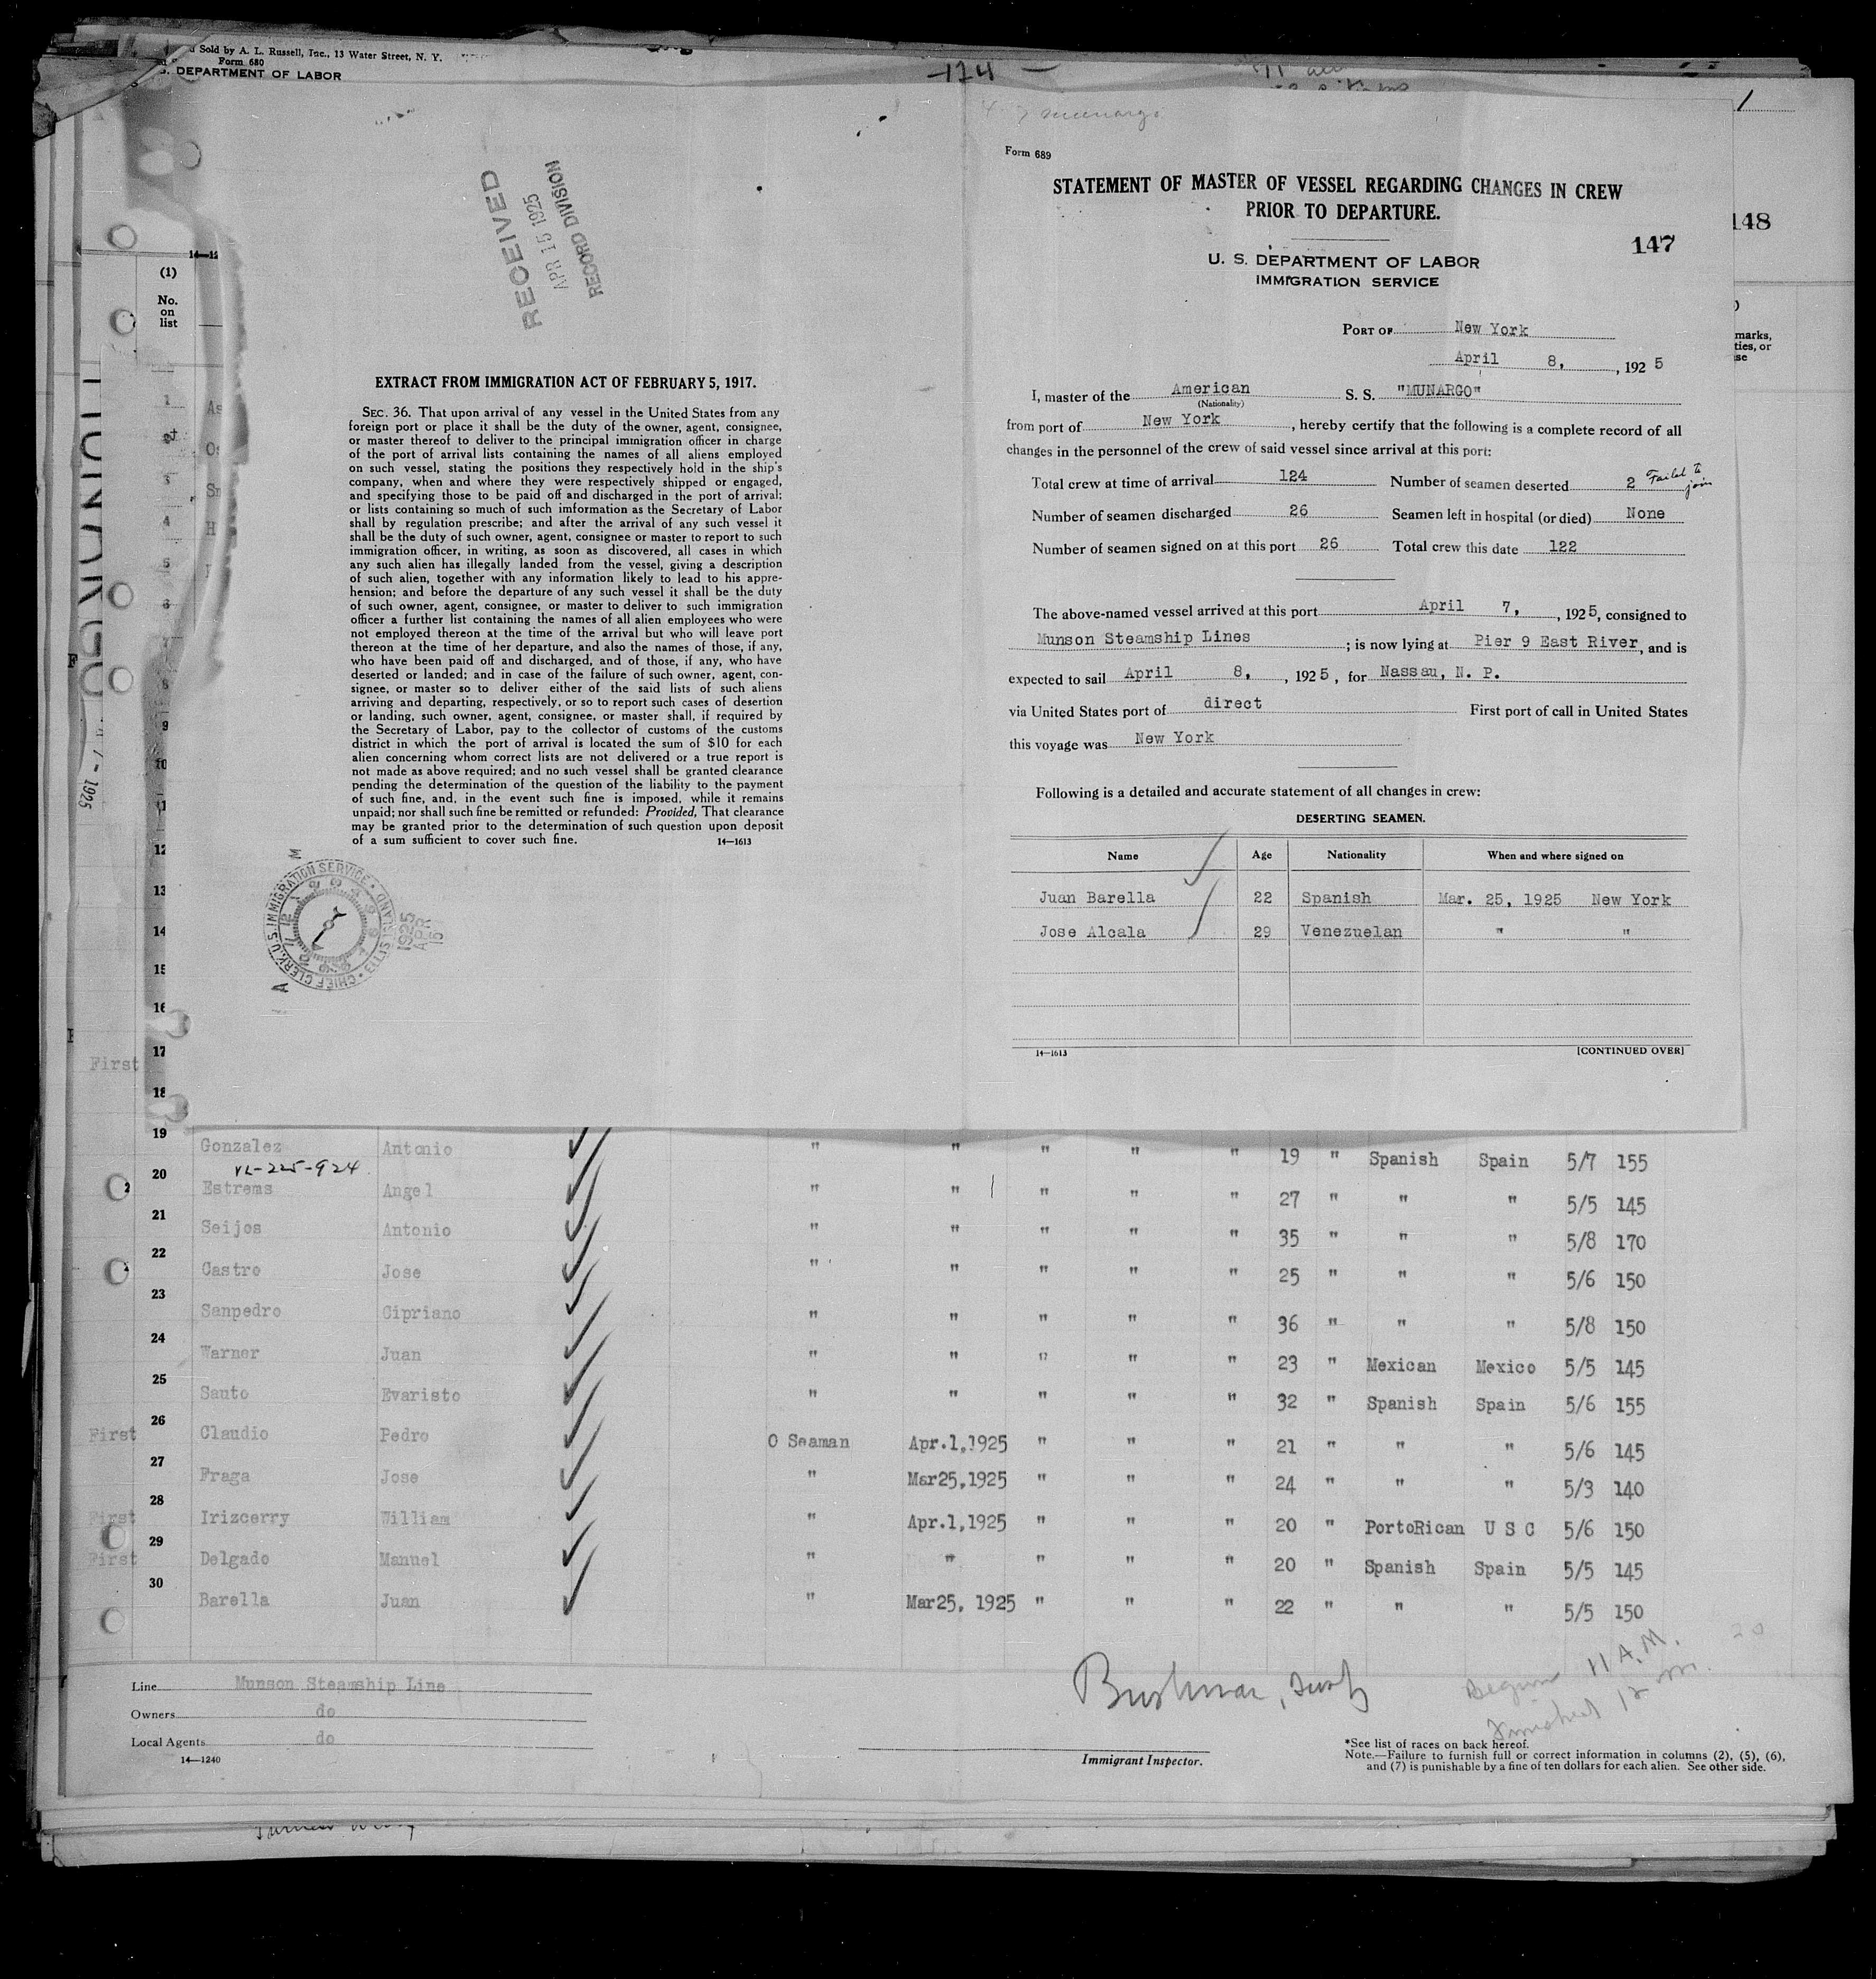 Sold by A. L. Russell, Inc., 13 Water Street, N. Y.
Form 680
DEPARTMENT OF LABOR
174
148
14—12
(1)
No.
on
list
RECEIVED
APR 15 1925
RECORD DIVISION
EXTRACT FROM IMMIGRATION ACT OF FEBRUARY 5, 1917.
SEC. 36. That upon arrival of any vessel in the United States from any
foreign port or place it shall be the duty of the owner, agent, consignee,
or master thereof to deliver to the principal immigration officer in charge
of the port of arrival lists containing the names of all aliens employed
on such vessel, stating the positions they respectively hold in the ship's
company, when and where they were respectively shipped or engaged,
and specifying those to be paid off and discharged in the port of arrival;
or lists containing so much of such imformation as the Secretary of Labor
shall by regulation prescribe; and after the arrival of any such vessel it
shall be the duty of such owner, agent, consignee or master to report to such
immigration officer, in writing, as soon as discovered, all cases in which
any such alien has illegally landed from the vessel, giving a description
of such alien, together with any information likely to lead to his appre-
hension; and before the departure of any such vessel it shall be the duty
of such owner, agent, consignee, or master to deliver to such immigration
officer a further list containing the names of all alien employees who were
not employed thereon at the time of the arrival but who will leave port
thereon at the time of her departure, and also the names of those, if any,
who have been paid off and discharged, and of those, if any, who have
deserted or landed; and in case of the failure of such owner, agent, con-
signee, or master so to deliver either of the said lists of such aliens
arriving and departing, respectively, or so to report such cases of desertion
or landing, such owner, agent, consignee, or master shall, if required by
the Secretary of Labor, pay to the collector of customs of the customs
district in which the port of arrival is located the sum of $10 for each
alien concerning whom correct lists are not delivered or a true report is
not made as above required; and no such vessel shall be granted clearance
pending the determination of the question of the liability to the payment
of such fine, and, in the event such fine is imposed, while it remains
unpaid; nor shall such fine be remitted or refunded: Provided, That clearance
may be granted prior to the determination of such question upon deposit
of a sum sufficient to cover such fine. 14—1613
U.S. IMMIGRATION SERVICE • ELLIS ISLAND • CHIEF CLERK
1925 APR 15
munargo
Form 689
STATEMENT OF MASTER OF VESSEL REGARDING CHANGES IN CREW
PRIOR TO DEPARTURE.
147
U. S. DEPARTMENT OF LABOR
IMMIGRATION SERVICE
PORT OF New York
April 8, , 1925
I, master of the American S. S. "MUNARGO"
(Nationality)
from port of New York , hereby certify that the following is a complete record of all
changes in the personnel of the crew of said vessel since arrival at this port:
Total crew at time of arrival 124 Number of seamen deserted 2 Failed to join
Number of seamen discharged 26 Seamen left in hospital (or died) None
Number of seamen signed on at this port 26 Total crew this date 122
The above-named vessel arrived at this port April 7, , 1925, consigned to
Munson Steamship Lines ; is now lying at Pier 9 East River, and is
expected to sail April 8, , 1925, for Nassau, N. P.
via United States port of direct First port of call in United States
this voyage was New York
Following is a detailed and accurate statement of all changes in crew:
DESERTING SEAMEN.
Name Age Nationality When and where signed on
Juan Barella 22 Spanish Mar. 25, 1925 New York
Jose Alcala 29 Venezuelan " "
14—1613 [CONTINUED OVER]
19 Gonzalez Antonio " " " " " 19 " Spanish Spain 5/7 155
VL-225-924
20 Estrems Angel " " " " " 27 " " " 5/5 145
21 Seijos Antonio " " " " " 35 " " " 5/8 170
22 Castro Jose " " " " " 25 " " " 5/6 150
23 Sanpedro Cipriano " " " " " 36 " " " 5/8 150
24 Warner Juan " " " " " 23 " Mexican Mexico 5/5 145
25 Sauto Evaristo " " " " " 32 " Spanish Spain 5/6 155
First 26 Claudio Pedro O Seaman Apr.1,1925 " " " 21 " " " 5/6 145
27 Fraga Jose " Mar25,1925 " " " 24 " " " 5/3 140
First 28 Irizcerry William " Apr.1,1925 " " " 20 " PortoRican U S C 5/6 150
First 29 Delgado Manuel " " " " " 20 " Spanish Spain 5/5 145
30 Barella Juan " Mar25, 1925 " " " 22 " " " 5/5 150
Line Munson Steamship Line
Owners do
Local Agents do
14—1240
Immigrant Inspector.
Begun 11 A.M.
Finished 12 m.
20
*See list of races on back hereof.
Note.—Failure to furnish full or correct information in columns (2), (5), (6),
and (7) is punishable by a fine of ten dollars for each alien. See other side.